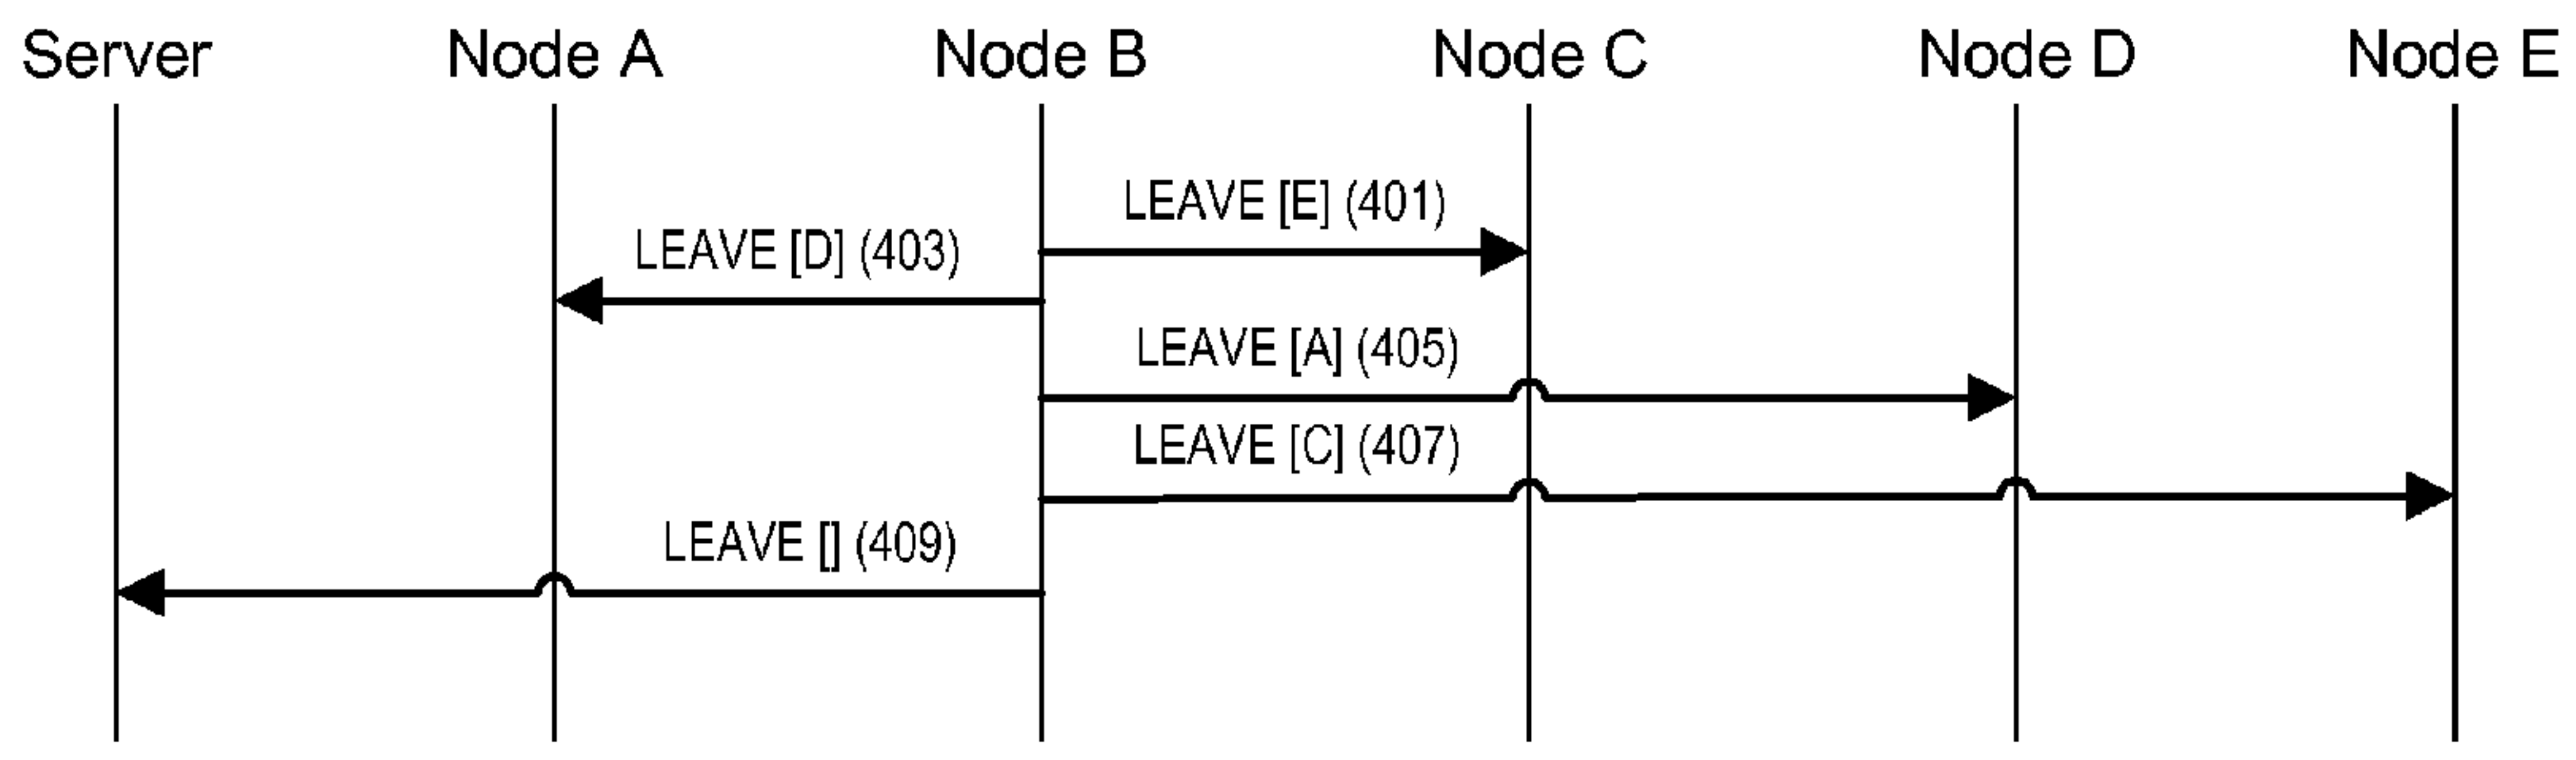 Server Node A Node B Node C Node D Node E
LEAVE [E] (401)
LEAVE [D] (403)
LEAVE [A] (405)
LEAVE [C] (407)
LEAVE [] (409)